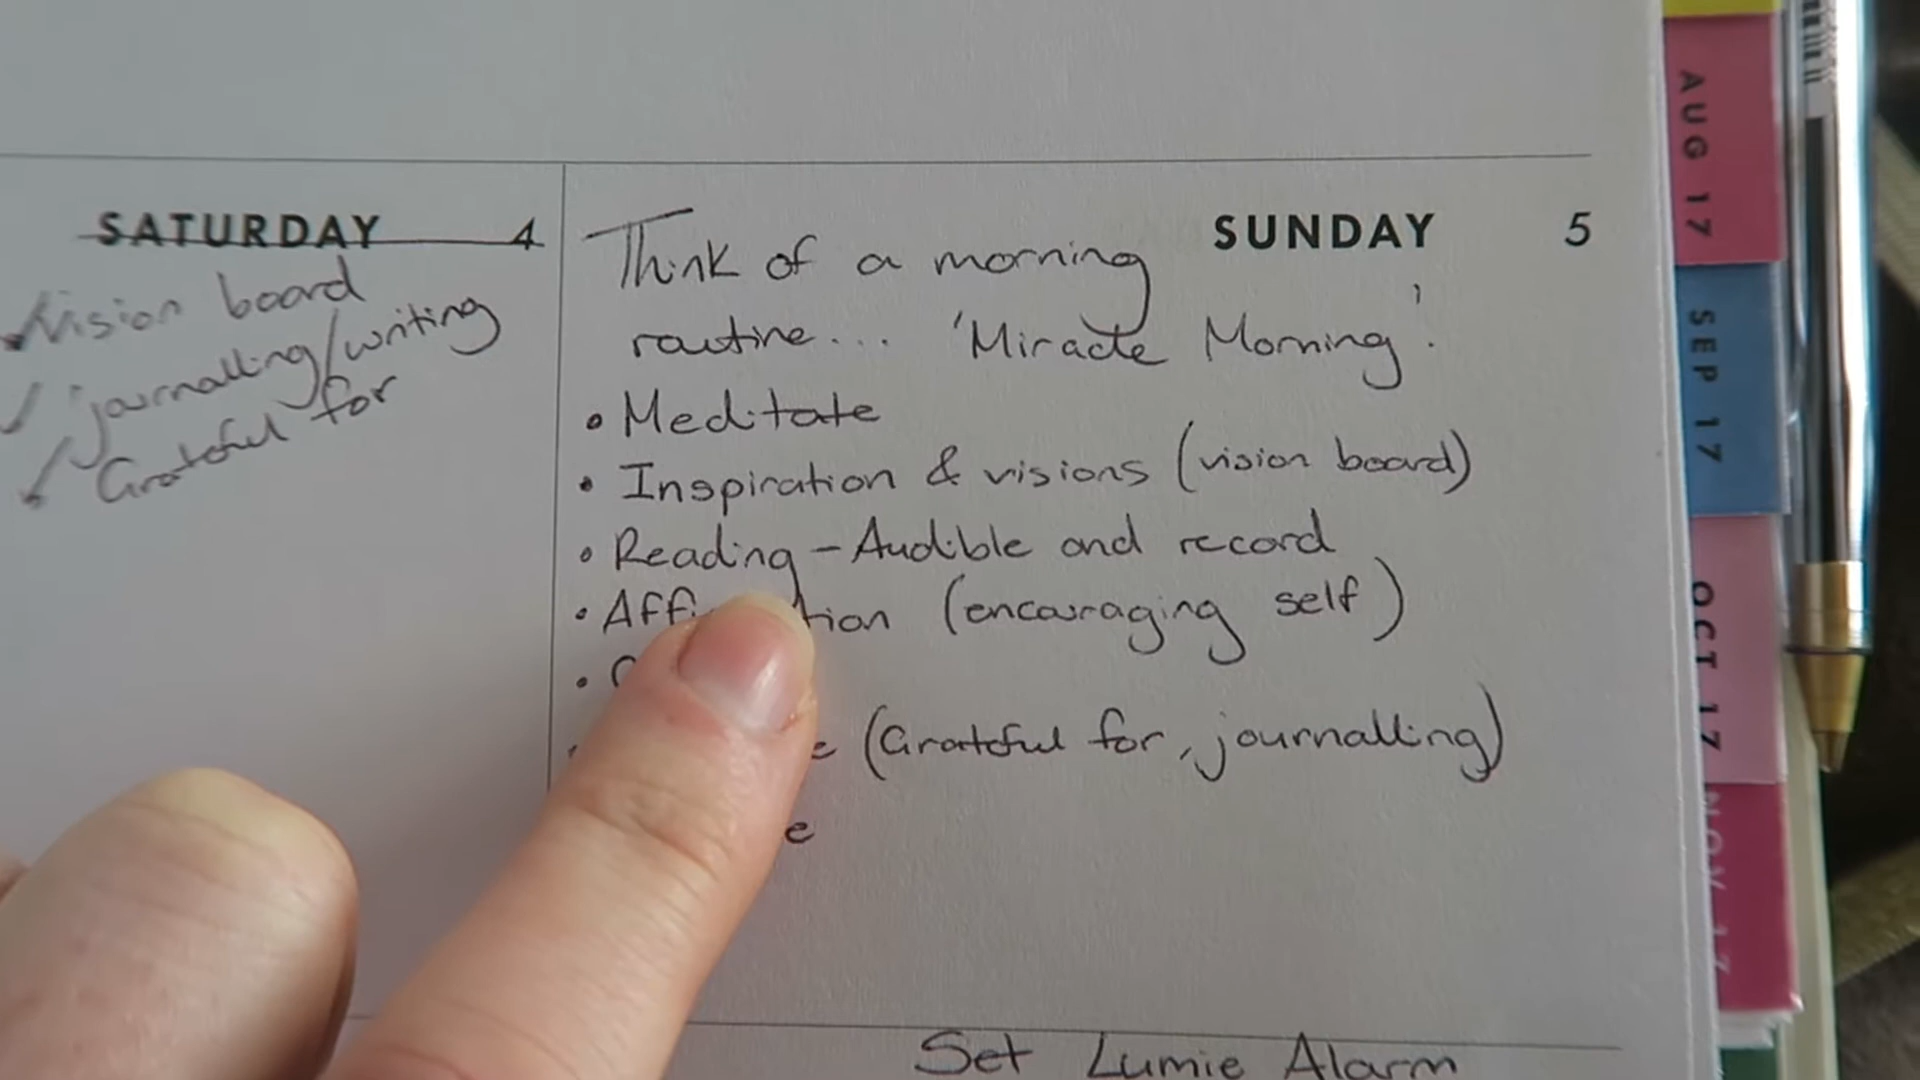 SATURDAY 4
Vision board
journalling/writing
Grateful for
SUNDAY 5
Think of a morning
routine... 'Miracle Morning'.
• Meditate
• Inspiration & visions (vision board)
• Reading - Audible and record
• (encouraging self)
(Grateful for, journalling)
Set Lumie Alarm
AUG 17
SEP 17
OCT 17
NOV 17